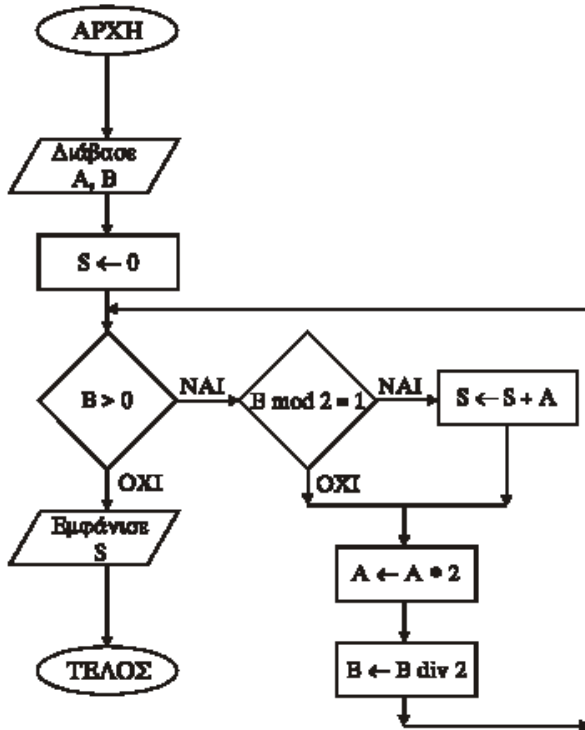 ΑΡΧΗ
Διάβασε
Α, Β
S ← 0
Β > 0
ΝΑΙ
Β mod 2 = 1
ΝΑΙ
S ← S + A
ΟΧΙ
ΟΧΙ
Εμφάνισε
S
Α ← Α * 2
ΤΕΛΟΣ
Β ← Β div 2